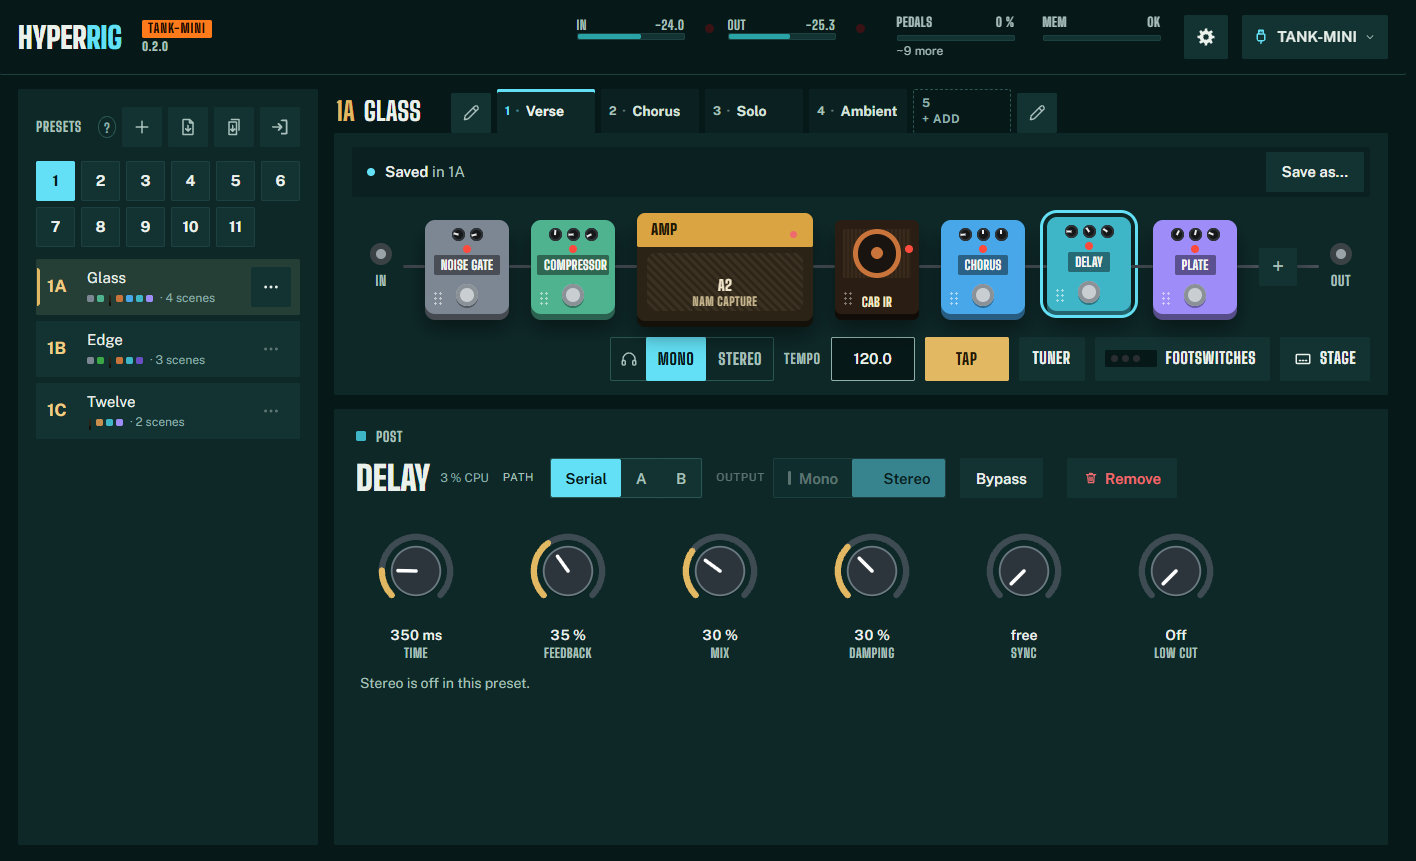 HYPERRIG
TANK-MINI
0.2.0
IN -24.0
OUT -25.3
PEDALS 0 %
~9 more
MEM OK
TANK-MINI
PRESETS ?
1 2 3 4 5 6
7 8 9 10 11
1A Glass
· 4 scenes
1B Edge
· 3 scenes
1C Twelve
· 2 scenes
1A GLASS
1 · Verse
2 · Chorus
3 · Solo
4 · Ambient
5
+ ADD
Saved in 1A
Save as...
IN
NOISE GATE
COMPRESSOR
AMP
A2
NAM CAPTURE
CAB IR
CHORUS
DELAY
PLATE
+
OUT
MONO STEREO TEMPO 120.0 TAP TUNER FOOTSWITCHES STAGE
POST
DELAY 3 % CPU PATH Serial A B OUTPUT Mono Stereo Bypass Remove
350 ms 35 % 30 % 30 % free Off
TIME FEEDBACK MIX DAMPING SYNC LOW CUT
Stereo is off in this preset.